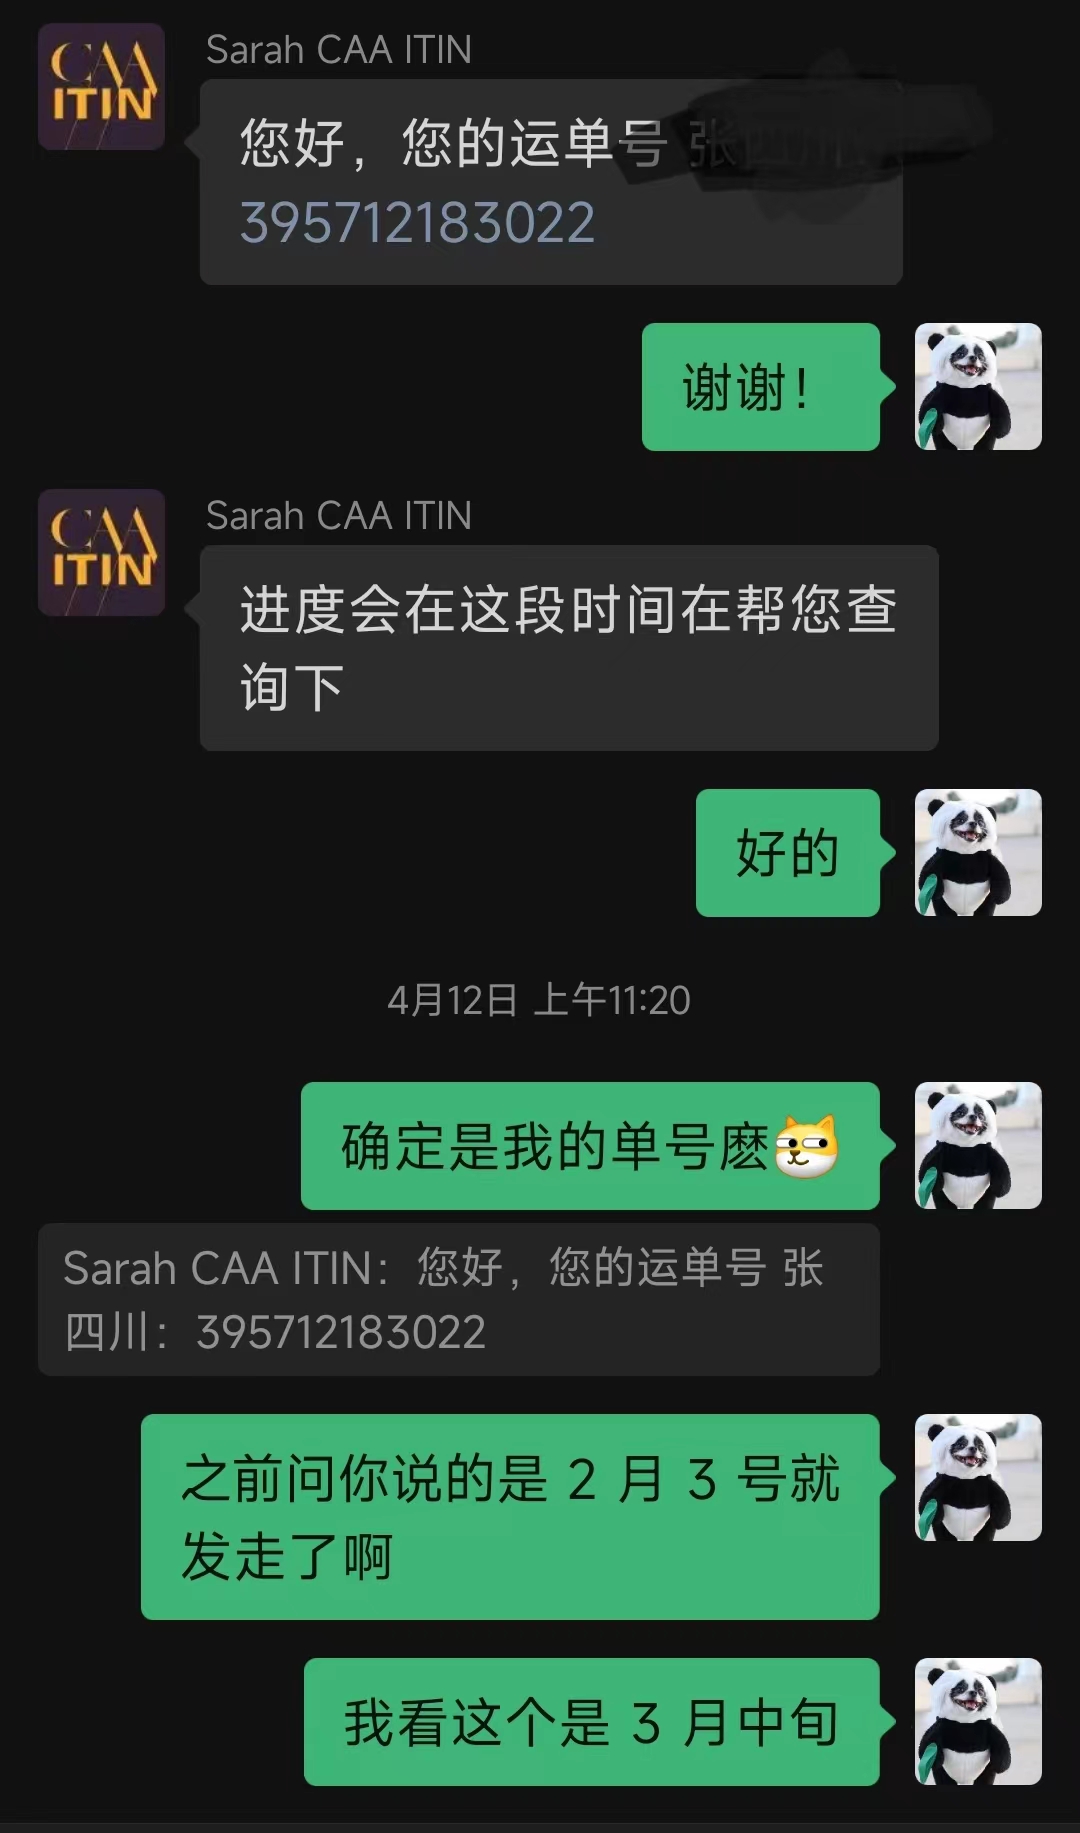 CAA
ITIN
Sarah CAA ITIN
您好，您的运单号 张四川：
395712183022
谢谢！
CAA
ITIN
Sarah CAA ITIN
进度会在这段时间在帮您查
询下
好的
4月12日 上午11:20
确定是我的单号麽
Sarah CAA ITIN：您好，您的运单号 张
四川：395712183022
之前问你说的是 2 月 3 号就
发走了啊
我看这个是 3 月中旬